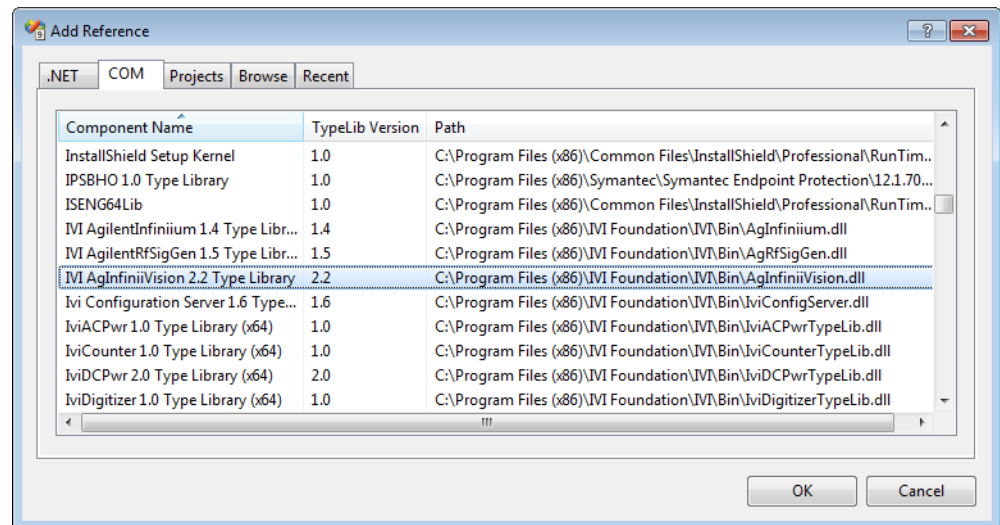 Add Reference
.NET COM Projects Browse Recent
Component Name TypeLib Version Path
InstallShield Setup Kernel 1.0 C:\Program Files (x86)\Common Files\InstallShield\Professional\RunTim...
IPSBHO 1.0 Type Library 1.0 C:\Program Files (x86)\Symantec\Symantec Endpoint Protection\12.1.70...
ISENG64Lib 1.0 C:\Program Files (x86)\Common Files\InstallShield\Professional\RunTim...
IVI AgilentInfiniium 1.4 Type Libr... 1.4 C:\Program Files (x86)\IVI Foundation\IVI\Bin\AgInfiniium.dll
IVI AgilentRfSigGen 1.5 Type Libr... 1.5 C:\Program Files (x86)\IVI Foundation\IVI\Bin\AgRfSigGen.dll
IVI AgInfiniiVision 2.2 Type Library 2.2 C:\Program Files (x86)\IVI Foundation\IVI\Bin\AgInfiniiVision.dll
Ivi Configuration Server 1.6 Type... 1.6 C:\Program Files (x86)\IVI Foundation\IVI\Bin\IviConfigServer.dll
IviACPwr 1.0 Type Library (x64) 1.0 C:\Program Files (x86)\IVI Foundation\IVI\Bin\IviACPwrTypeLib.dll
IviCounter 1.0 Type Library (x64) 1.0 C:\Program Files (x86)\IVI Foundation\IVI\Bin\IviCounterTypeLib.dll
IviDCPwr 2.0 Type Library (x64) 2.0 C:\Program Files (x86)\IVI Foundation\IVI\Bin\IviDCPwrTypeLib.dll
IviDigitizer 1.0 Type Library (x64) 1.0 C:\Program Files (x86)\IVI Foundation\IVI\Bin\IviDigitizerTypeLib.dll
OK Cancel